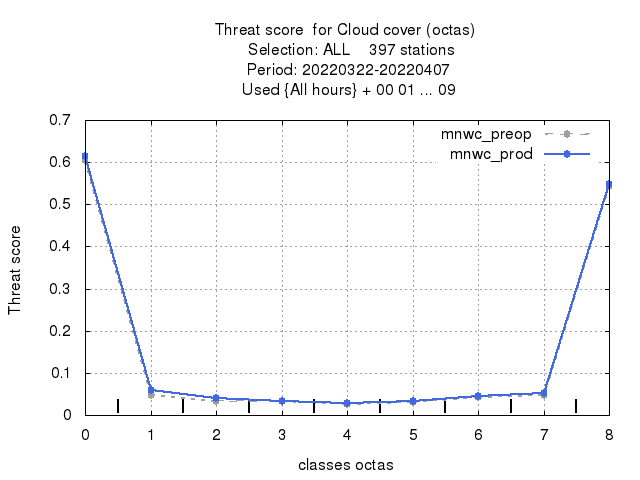 Threat score  for Cloud cover (octas)
Selection: ALL    397 stations
Period: 20220322-20220407
Used {All hours} + 00 01 ... 09
mnwc_preop
mnwc_prod
0.7
0.6
0.5
0.4
0.3
0.2
0.1
0
Threat score
0 1 2 3 4 5 6 7 8
classes octas